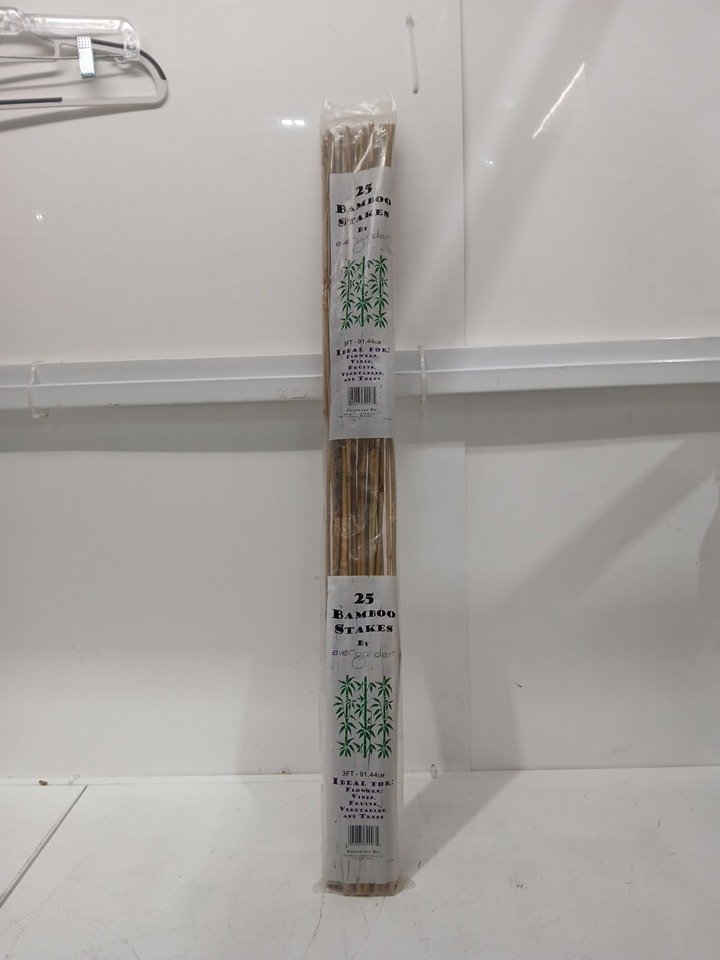 25
BAMBOO
STAKES
BY
evergarden
3FT - 91.44CM
IDEAL FOR:
FLOWERS,
VINES,
FRUITS,
VEGETABLES,
AND TREES
25
BAMBOO
STAKES
BY
evergarden
3FT - 91.44CM
IDEAL FOR:
FLOWERS,
VINES,
FRUITS,
VEGETABLES,
AND TREES